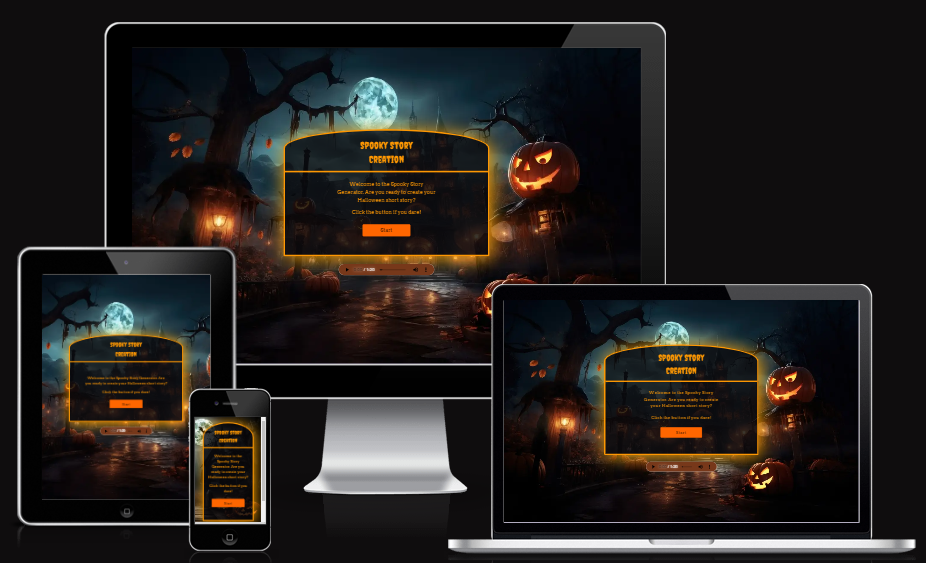 SPOOKY STORY
CREATION
Welcome to the Spooky Story
Generator. Are you ready to create your
Halloween short story?
Click the button if you dare!
Start
SPOOKY STORY
CREATION
Welcome to the Spooky Story Generator. Are
you ready to create your Halloween short story?
Click the button if you dare!
Start
SPOOKY STORY
CREATION
Welcome to the
Spooky Story
Generator. Are you
ready to create your
Halloween short story?
Click the button if you
dare!
Start
SPOOKY STORY
CREATION
Welcome to the Spooky Story
Generator. Are you ready to create
your Halloween short story?
Click the button if you dare!
Start